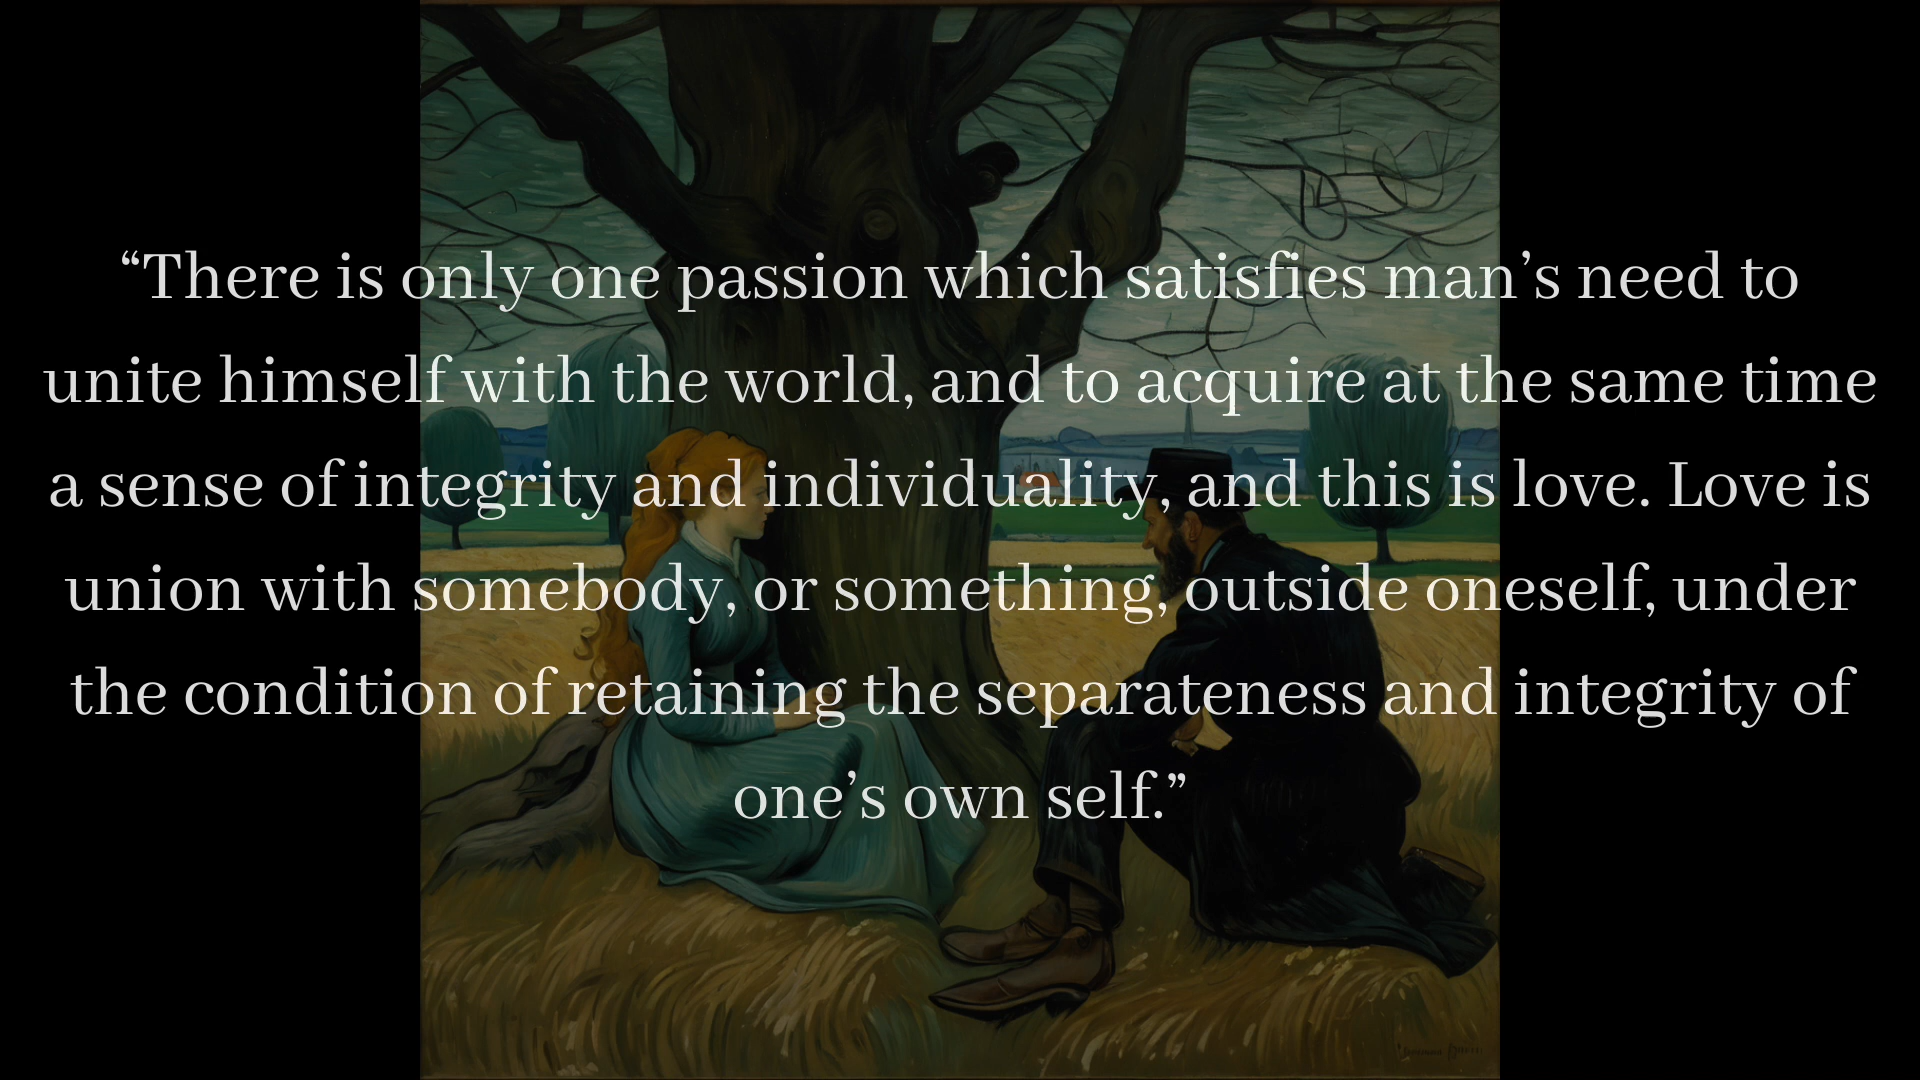 “There is only one passion which satisfies man’s need to
unite himself with the world, and to acquire at the same time
a sense of integrity and individuality, and this is love. Love is
union with somebody, or something, outside oneself, under
the condition of retaining the separateness and integrity of
one’s own self.”